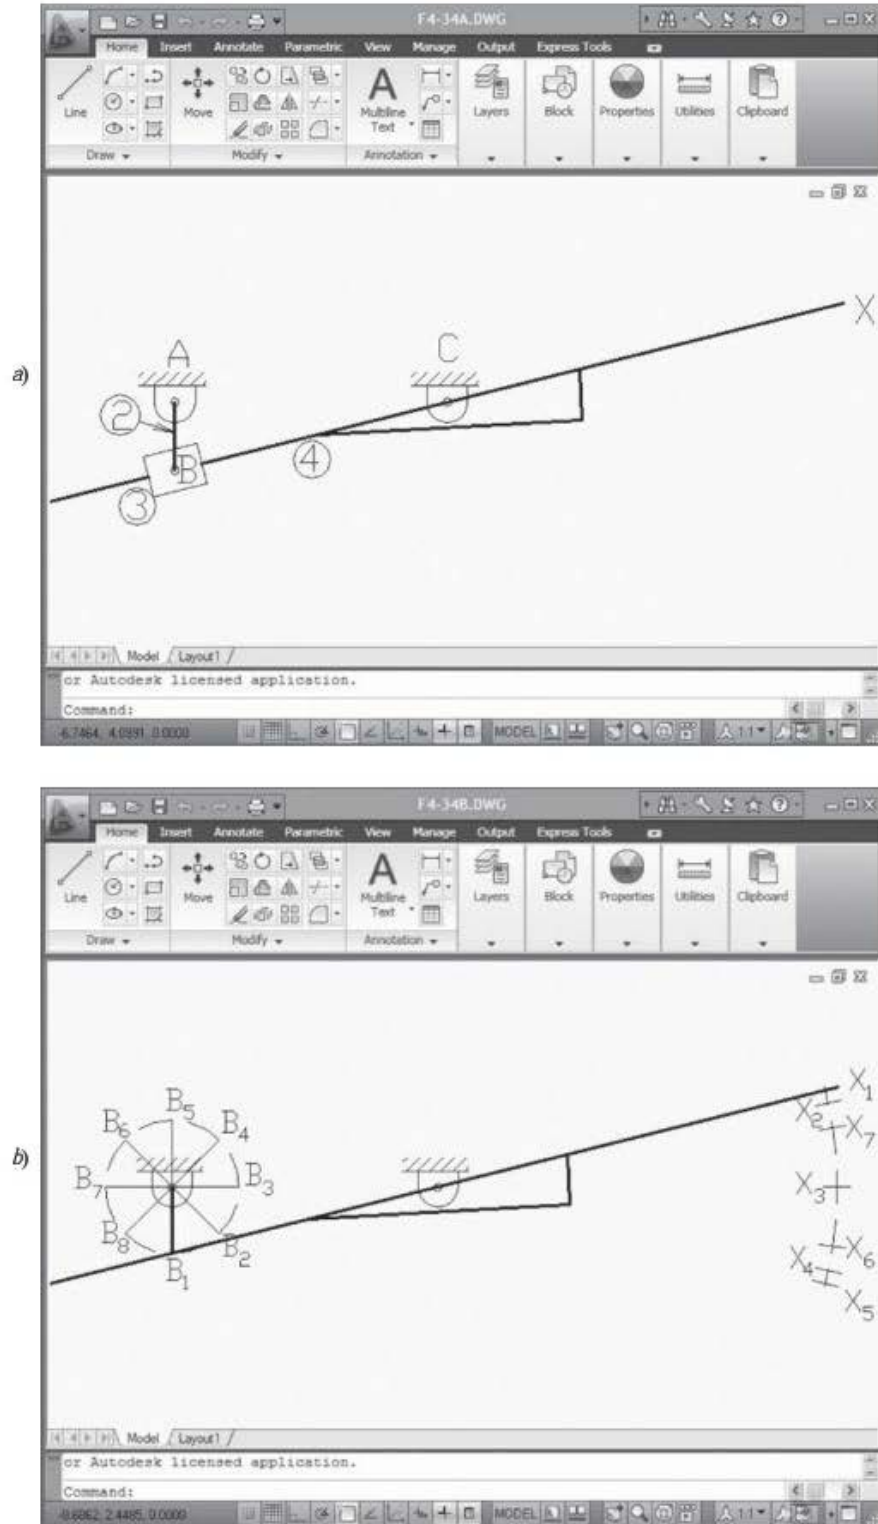 a)
F4-34A.DWG
Home Insert Annotate Parametric View Manage Output Express Tools
Line Move Multiline Text Layers Block Properties Utilities Clipboard
Draw Modify Annotation
A
C
X
2
B
4
3
Model Layout1
or Autodesk licensed application.
Command:
-6.7464, 4.0991, 0.0000 MODEL 1:1
b)
F4-34B.DWG
Home Insert Annotate Parametric View Manage Output Express Tools
Line Move Multiline Text Layers Block Properties Utilities Clipboard
Draw Modify Annotation
X1
X2
X7
B5
B6
B4
B7
B3
X3
B8
B2
B1
X6
X4
X5
Model Layout1
or Autodesk licensed application.
Command:
MODEL 1:1